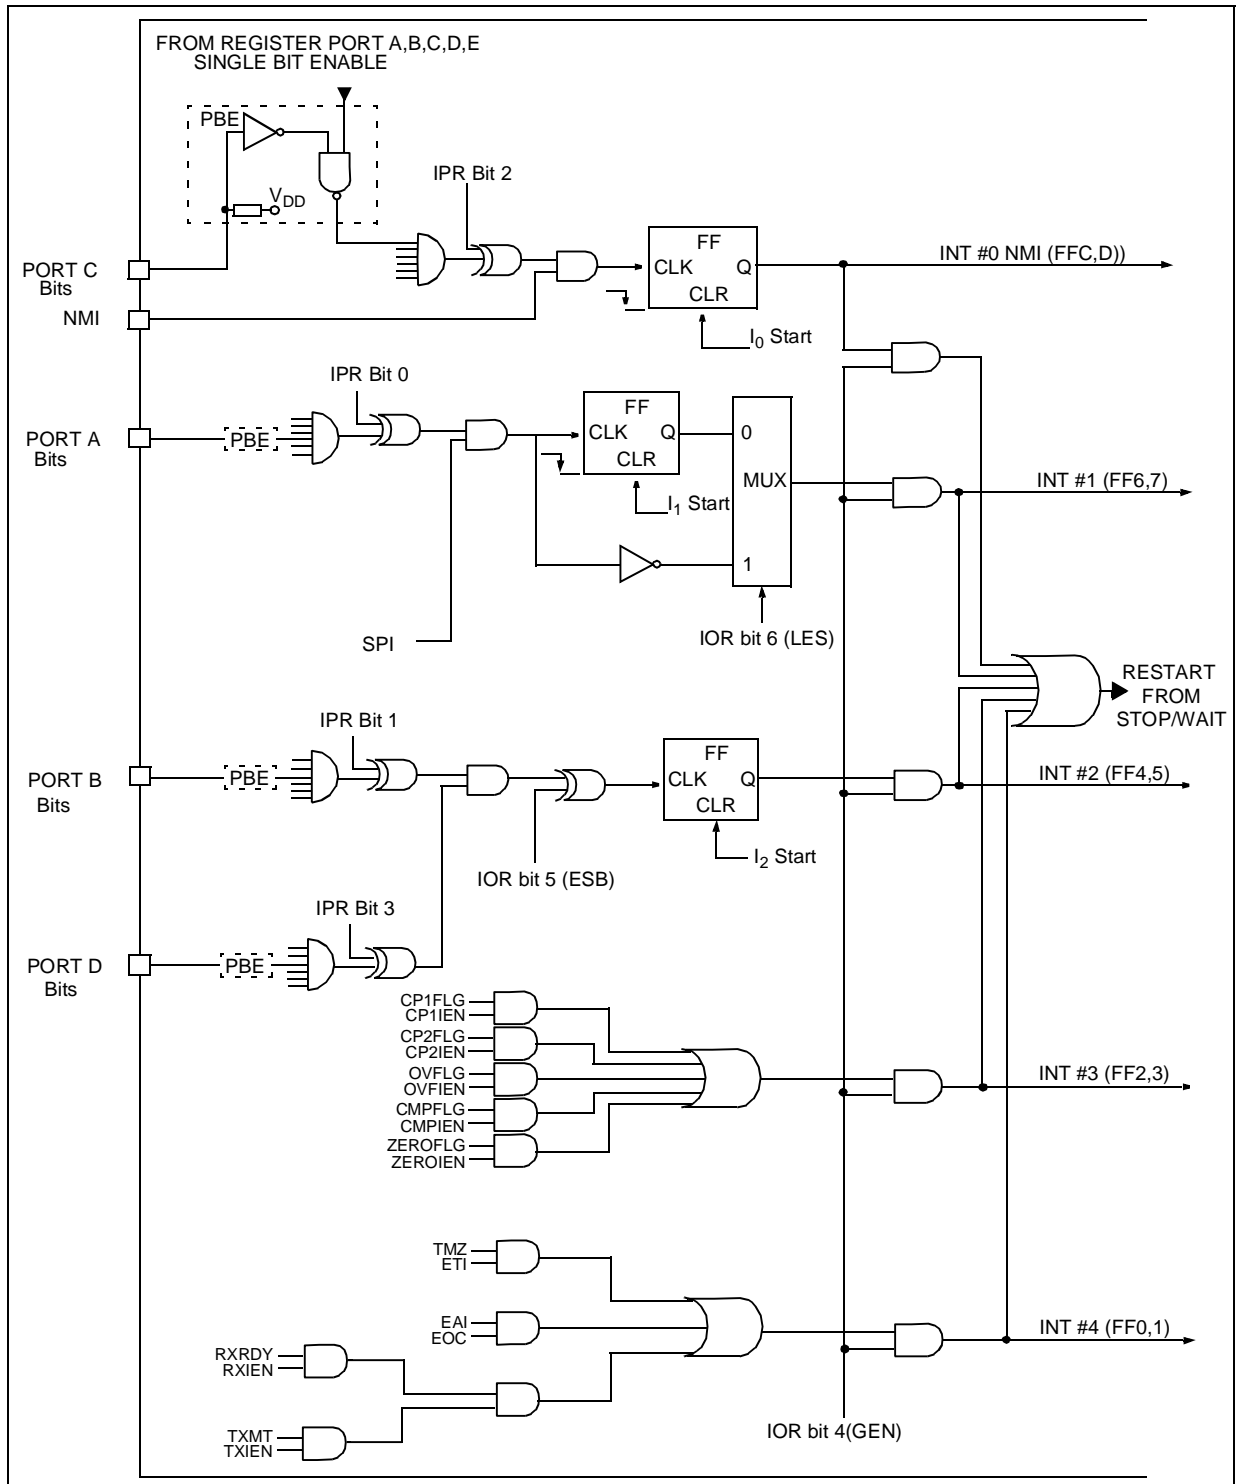 FROM REGISTER PORT A,B,C,D,E
SINGLE BIT ENABLE
PBE
VDD
IPR Bit 2
FF
CLK
Q
CLR
INT #0 NMI (FFC,D))
PORT C
Bits
NMI
I0 Start
IPR Bit 0
PORT A
Bits
PBE
FF
CLK
Q
CLR
0
MUX
1
INT #1 (FF6,7)
I1 Start
SPI
IOR bit 6 (LES)
RESTART
FROM
STOP/WAIT
IPR Bit 1
PORT B
Bits
PBE
FF
CLK
Q
CLR
INT #2 (FF4,5)
I2 Start
IOR bit 5 (ESB)
IPR Bit 3
PORT D
Bits
PBE
CP1FLG
CP1IEN
CP2FLG
CP2IEN
OVFLG
OVFIEN
CMPFLG
CMPIEN
ZEROFLG
ZEROIEN
INT #3 (FF2,3)
TMZ
ETI
EAI
EOC
RXRDY
RXIEN
TXMT
TXIEN
INT #4 (FF0,1)
IOR bit 4(GEN)